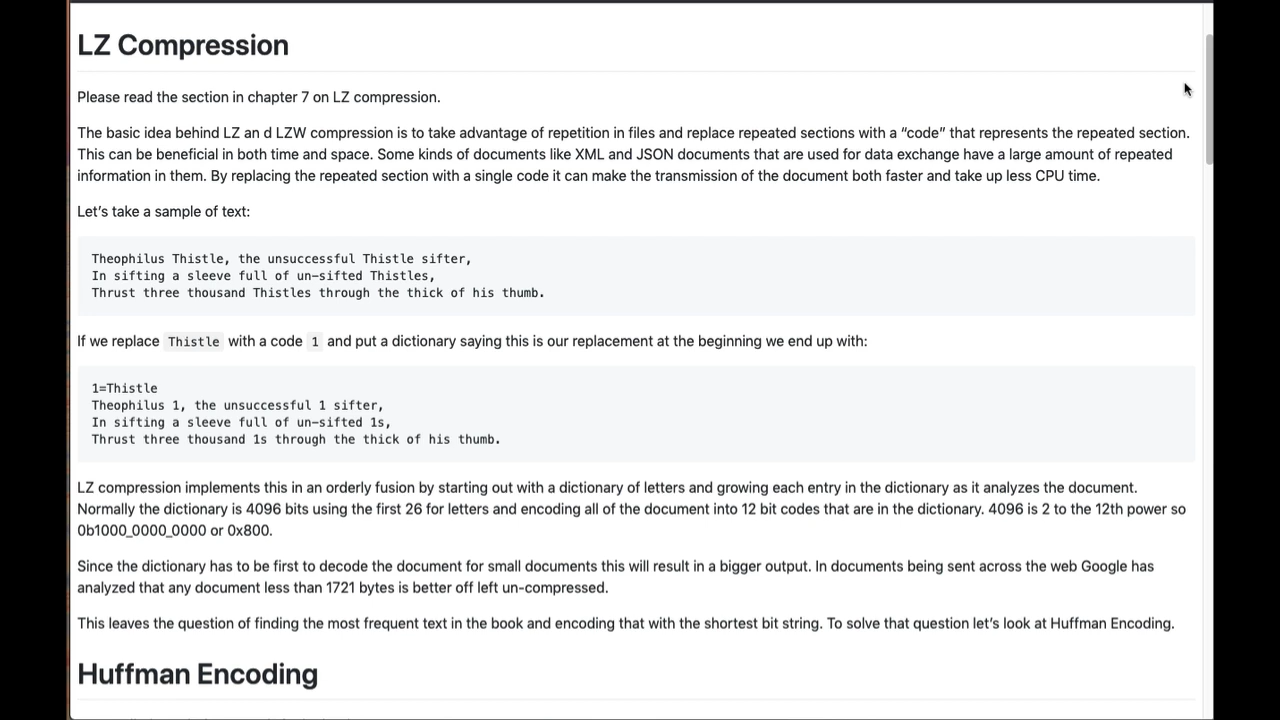 LZ Compression
Please read the section in chapter 7 on LZ compression.
The basic idea behind LZ an d LZW compression is to take advantage of repetition in files and replace repeated sections with a “code” that represents the repeated section.
This can be beneficial in both time and space. Some kinds of documents like XML and JSON documents that are used for data exchange have a large amount of repeated
information in them. By replacing the repeated section with a single code it can make the transmission of the document both faster and take up less CPU time.
Let’s take a sample of text:
Theophilus Thistle, the unsuccessful Thistle sifter,
In sifting a sleeve full of un-sifted Thistles,
Thrust three thousand Thistles through the thick of his thumb.
If we replace Thistle with a code 1 and put a dictionary saying this is our replacement at the beginning we end up with:
1=Thistle
Theophilus 1, the unsuccessful 1 sifter,
In sifting a sleeve full of un-sifted 1s,
Thrust three thousand 1s through the thick of his thumb.
LZ compression implements this in an orderly fusion by starting out with a dictionary of letters and growing each entry in the dictionary as it analyzes the document.
Normally the dictionary is 4096 bits using the first 26 for letters and encoding all of the document into 12 bit codes that are in the dictionary. 4096 is 2 to the 12th power so
0b1000_0000_0000 or 0x800.
Since the dictionary has to be first to decode the document for small documents this will result in a bigger output. In documents being sent across the web Google has
analyzed that any document less than 1721 bytes is better off left un-compressed.
This leaves the question of finding the most frequent text in the book and encoding that with the shortest bit string. To solve that question let’s look at Huffman Encoding.
Huffman Encoding